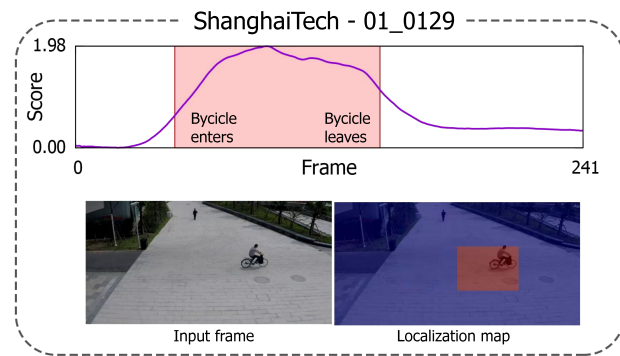 ShanghaiTech - 01_0129
1.98
Score
0.00
Bycicle
enters
Bycicle
leaves
0
Frame
241
Input frame
Localization map